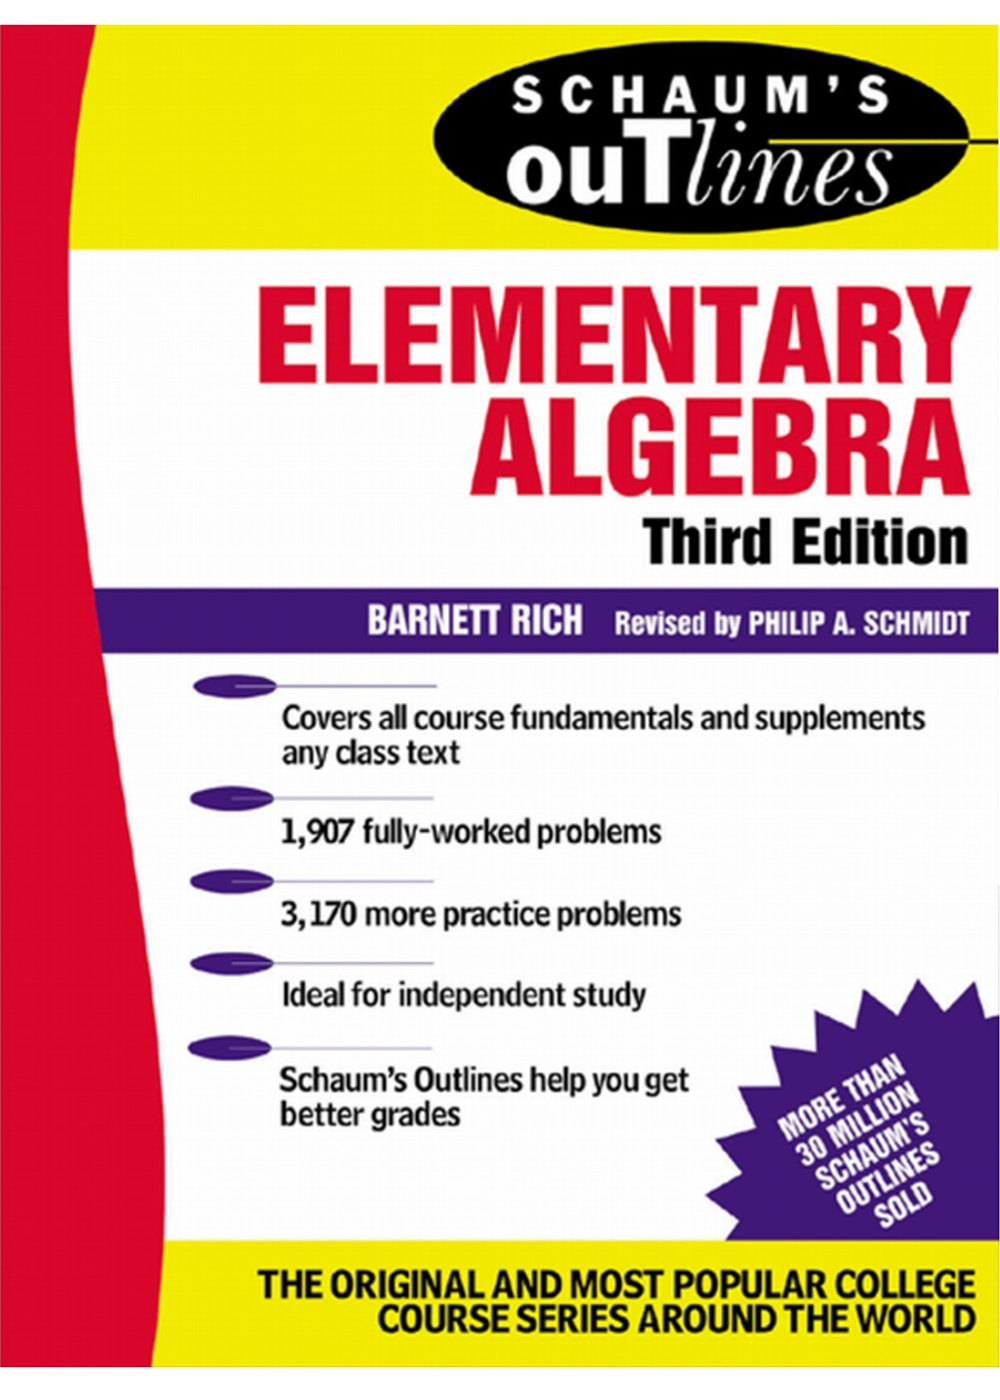 SCHAUM'S
ouTlines
ELEMENTARY
ALGEBRA
Third Edition
BARNETT RICH Revised by PHILIP A. SCHMIDT
Covers all course fundamentals and supplements
any class text
1,907 fully-worked problems
3,170 more practice problems
Ideal for independent study
Schaum's Outlines help you get
better grades
MORE THAN
30 MILLION
SCHAUM'S
OUTLINES
SOLD
THE ORIGINAL AND MOST POPULAR COLLEGE
COURSE SERIES AROUND THE WORLD